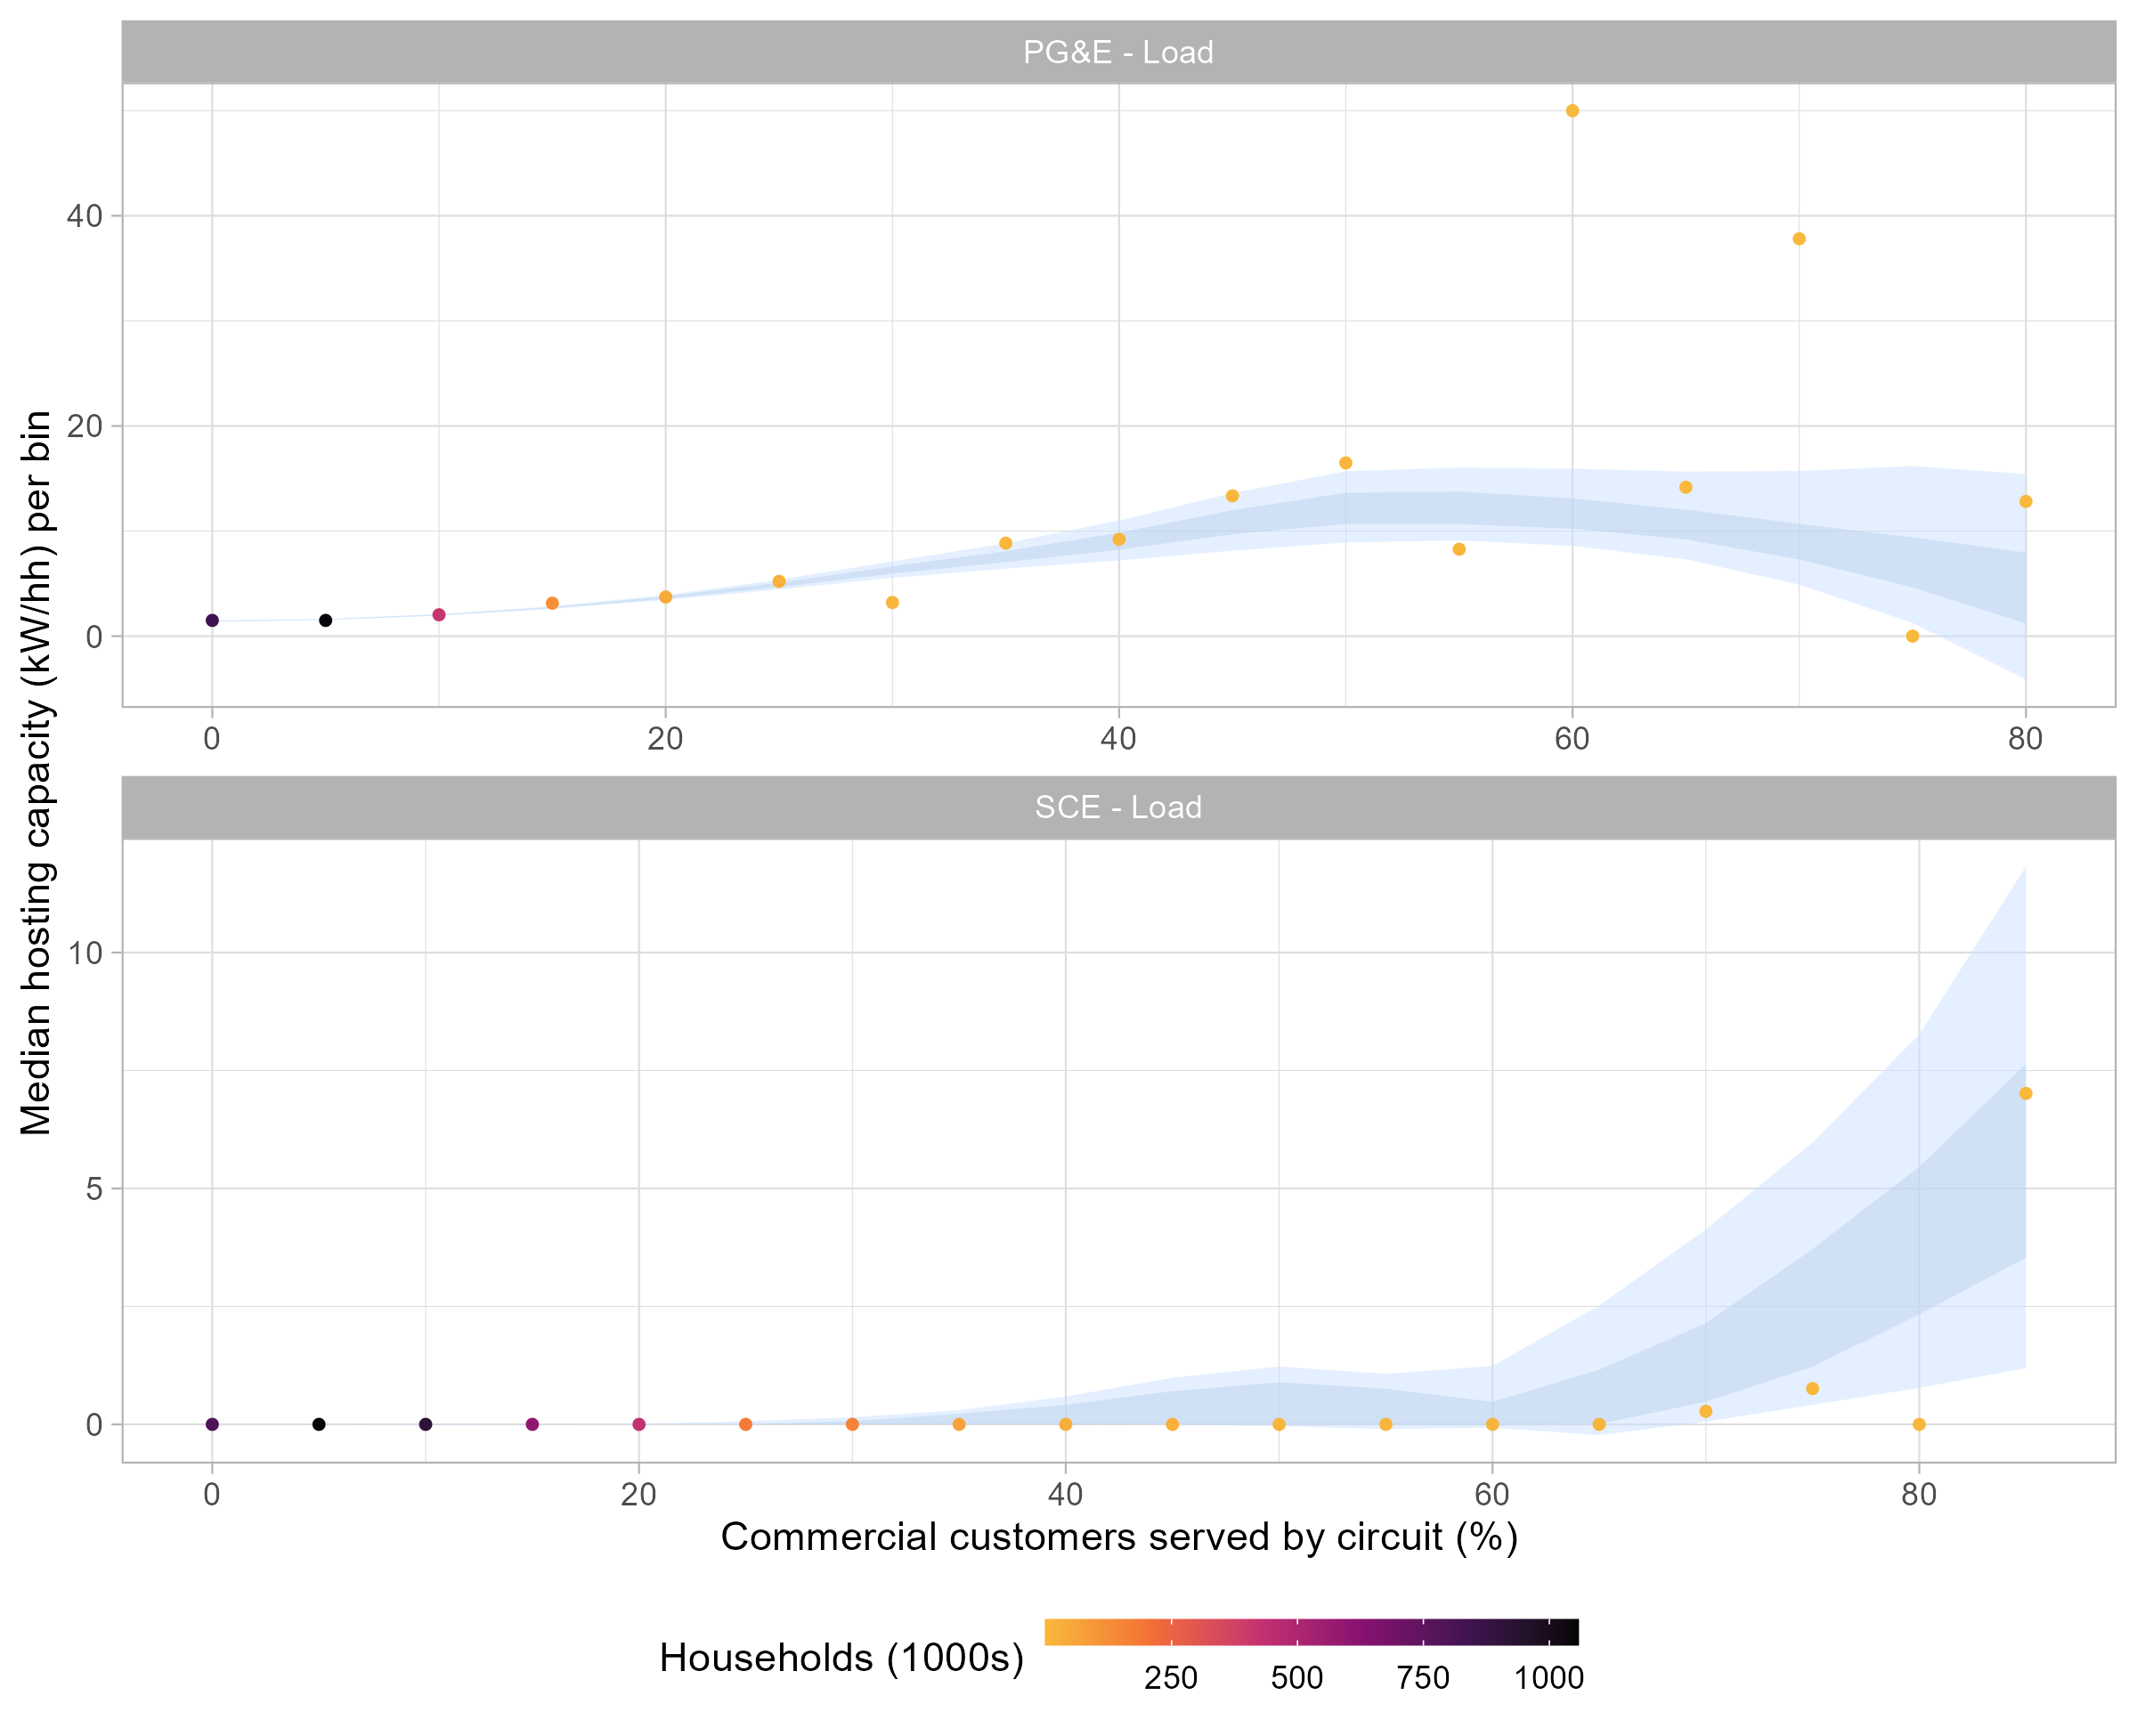 PG&E - Load
40
20
0
0 20 40 60 80
Median hosting capacity (kW/hh) per bin
SCE - Load
10
5
0
0 20 40 60 80
Commercial customers served by circuit (%)
Households (1000s)
250 500 750 1000